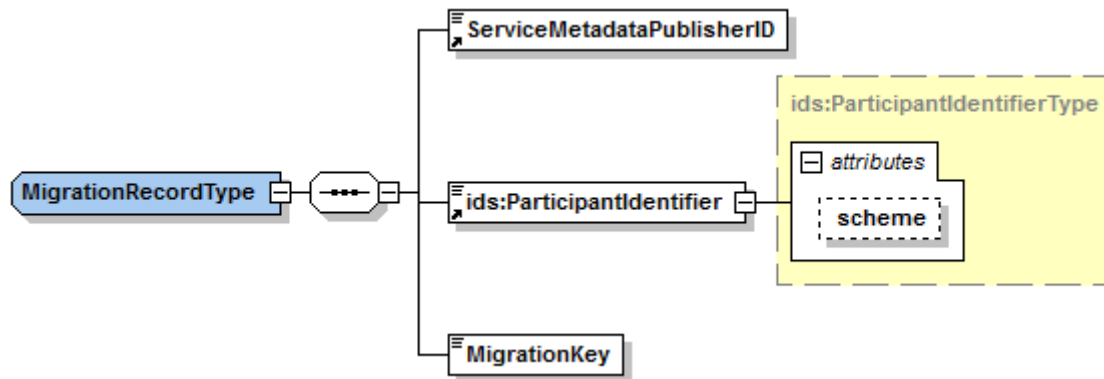 ServiceMetadataPublisherID
ids:ParticipantIdentifierType
attributes
MigrationRecordType
ids:ParticipantIdentifier
scheme
MigrationKey